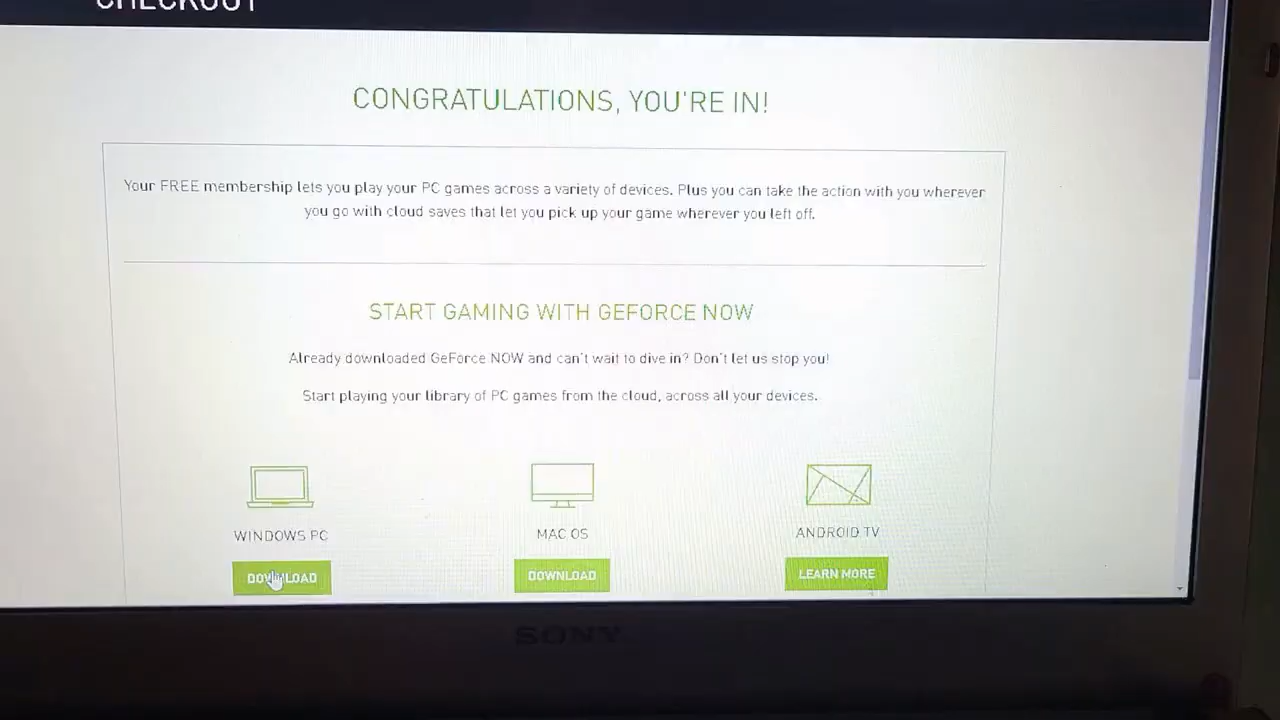 CHECKOUT
CONGRATULATIONS, YOU'RE IN!
Your FREE membership lets you play your PC games across a variety of devices. Plus you can take the action with you wherever
you go with cloud saves that let you pick up your game wherever you left off.
START GAMING WITH GEFORCE NOW
Already downloaded GeForce NOW and can't wait to dive in? Don't let us stop you!
Start playing your library of PC games from the cloud, across all your devices.
WINDOWS PC MAC OS ANDROID TV
DOWNLOAD DOWNLOAD LEARN MORE
SONY